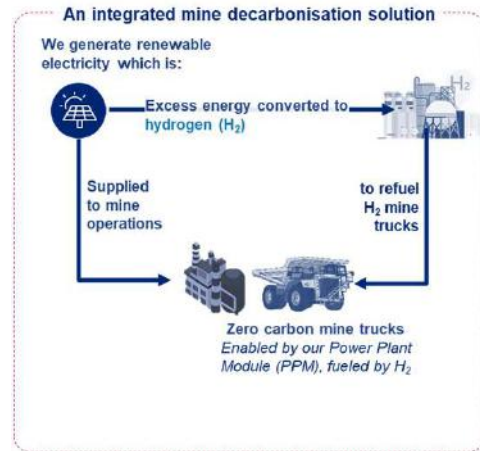 An integrated mine decarbonisation solution
We generate renewable
electricity which is:
H₂
Excess energy converted to
hydrogen (H₂)
Supplied
to mine
operations
to refuel
H₂ mine
trucks
Zero carbon mine trucks
Enabled by our Power Plant
Module (PPM), fueled by H₂